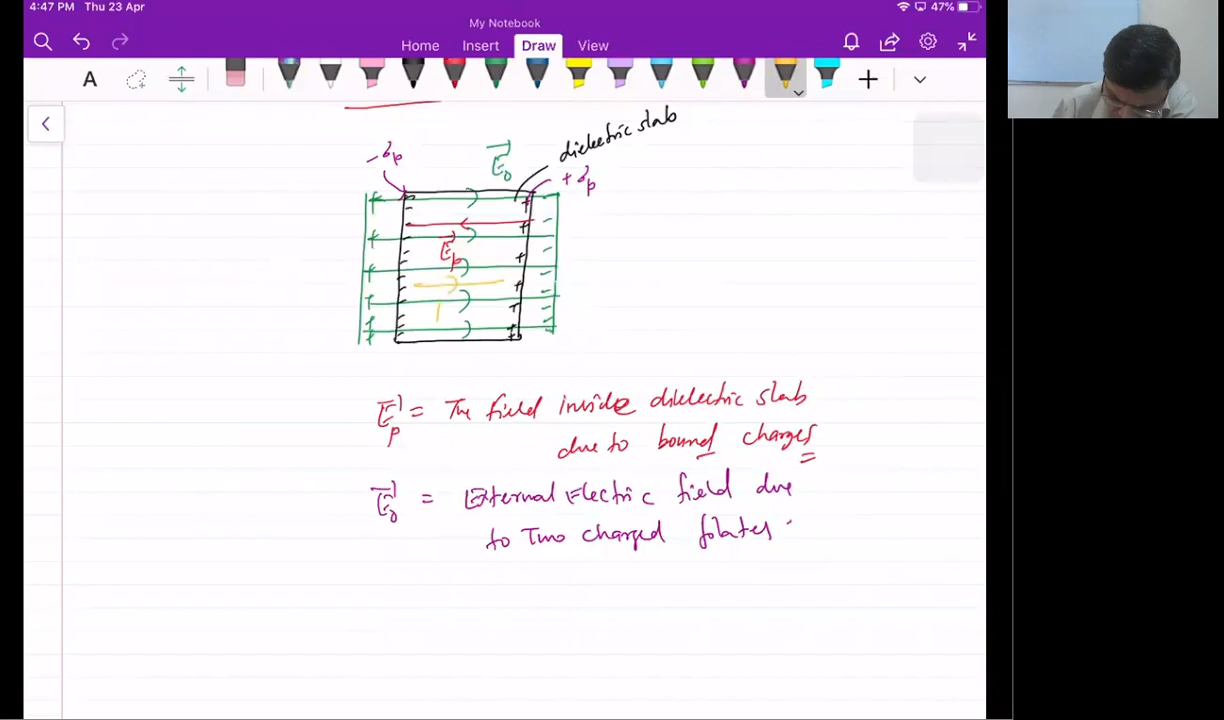 4:47 PM Thu 23 Apr
47%
My Notebook
Home Insert Draw View
A
dielectric slab
E₀
-σp
+σp
Ep
Ep = The field inside dielectric slab
due to bound charges
E₀ = External Electric field due
to Two charged plates